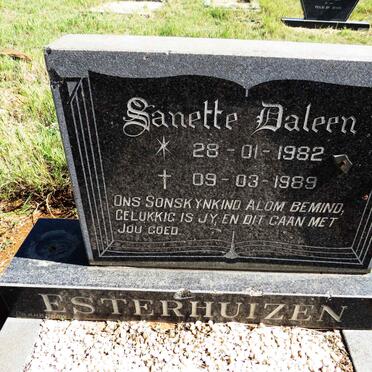 Sanette Daleen
* 28-01-1982
† 09-03-1989
ONS SONSKYNKIND ALOM BEMIND,
GELUKKIG IS JY, EN DIT GAAN MET
JOU GOED.
ESTERHUIZEN